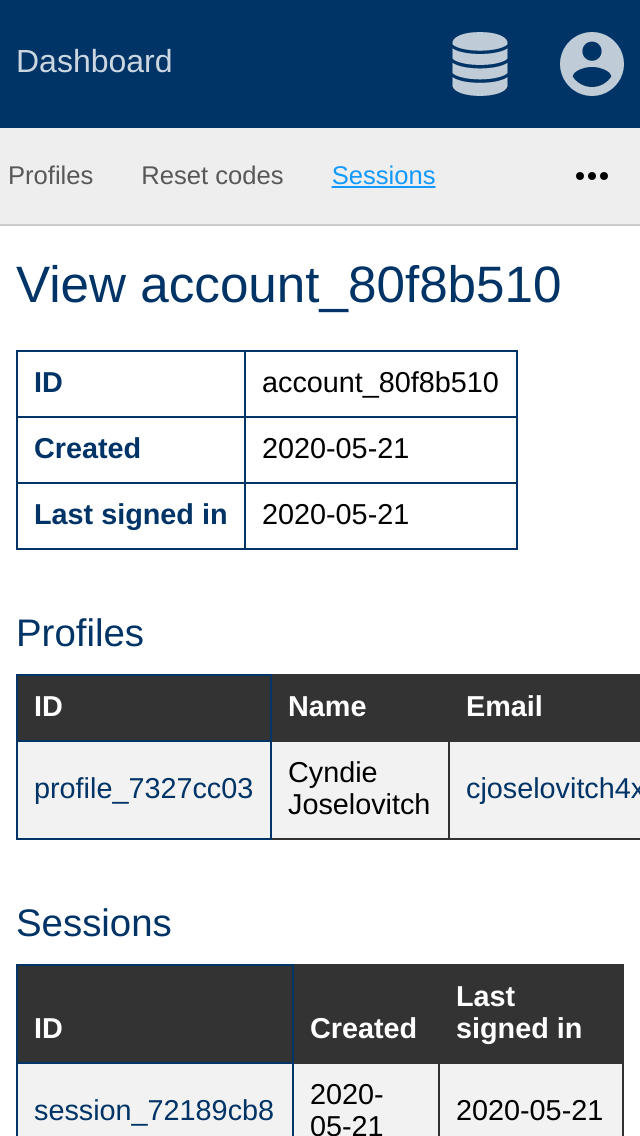 Dashboard
Profiles Reset codes Sessions
View account_80f8b510
ID account_80f8b510
Created 2020-05-21
Last signed in 2020-05-21
Profiles
ID Name Email
profile_7327cc03 Cyndie Joselovitch cjoselovitch4x
Sessions
ID Created Last signed in
session_72189cb8 2020-05-21 2020-05-21